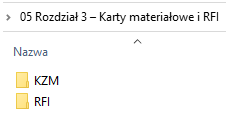 05 Rozdział 3 – Karty materiałowe i RFI
Nazwa
KZM
RFI